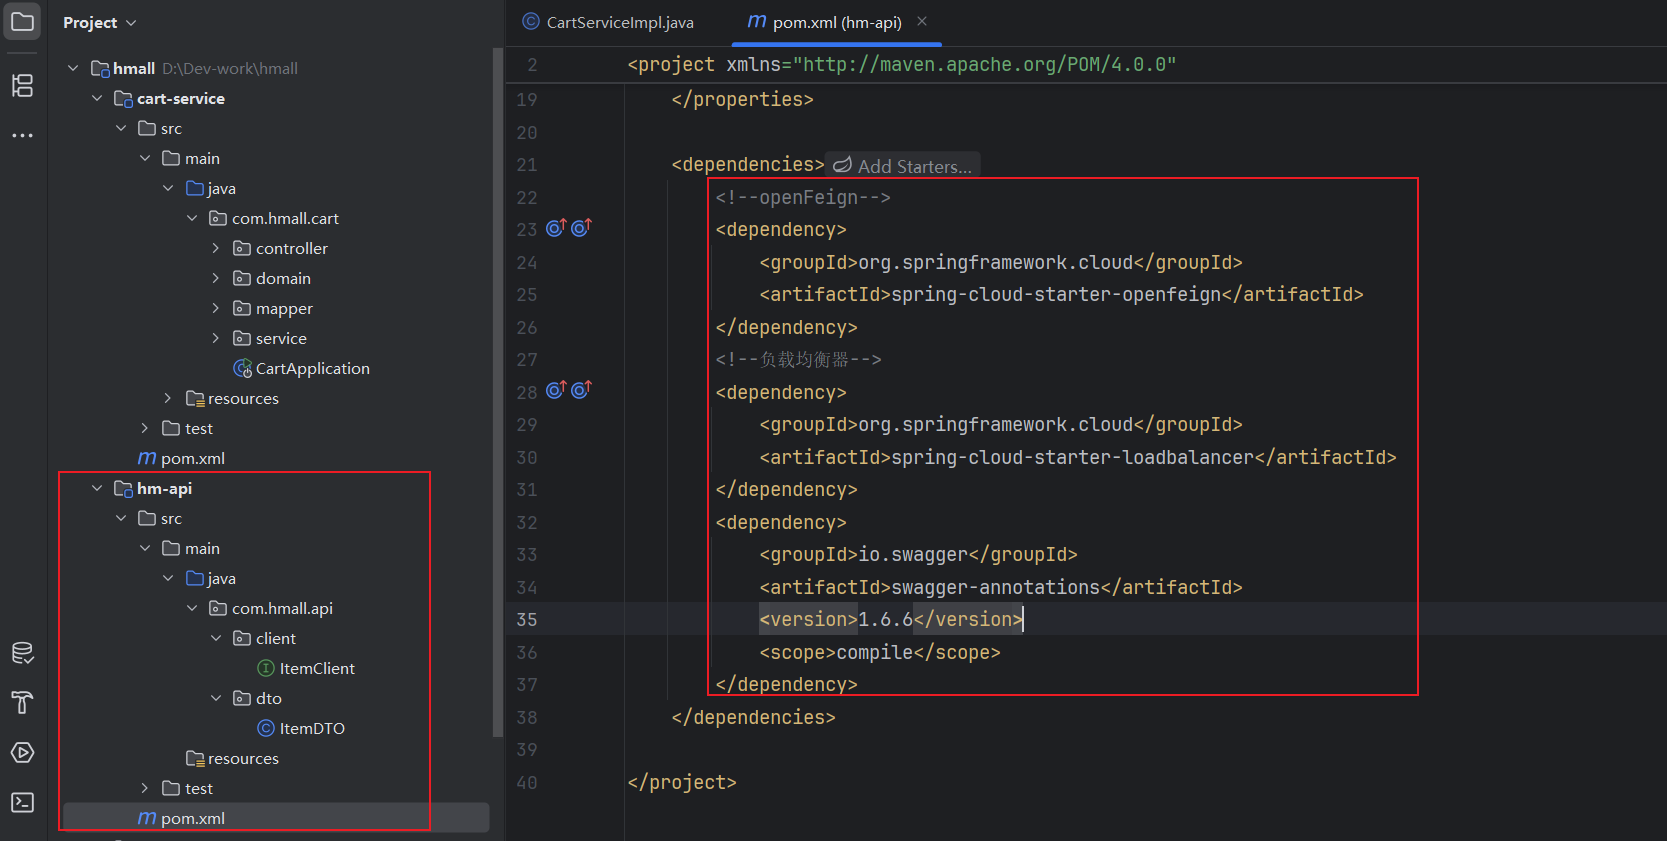 Project
hmall D:\Dev-work\hmall
cart-service
src
main
java
com.hmall.cart
controller
domain
mapper
service
CartApplication
resources
test
pom.xml
hm-api
src
main
java
com.hmall.api
client
ItemClient
dto
ItemDTO
resources
test
pom.xml
CartServiceImpl.java
pom.xml (hm-api)
2 <project xmlns="http://maven.apache.org/POM/4.0.0"
19 </properties>
20
21 <dependencies> Add Starters...
22 <!--openFeign-->
23 <dependency>
24 <groupId>org.springframework.cloud</groupId>
25 <artifactId>spring-cloud-starter-openfeign</artifactId>
26 </dependency>
27 <!--负载均衡器-->
28 <dependency>
29 <groupId>org.springframework.cloud</groupId>
30 <artifactId>spring-cloud-starter-loadbalancer</artifactId>
31 </dependency>
32 <dependency>
33 <groupId>io.swagger</groupId>
34 <artifactId>swagger-annotations</artifactId>
35 <version>1.6.6</version>
36 <scope>compile</scope>
37 </dependency>
38 </dependencies>
39
40 </project>